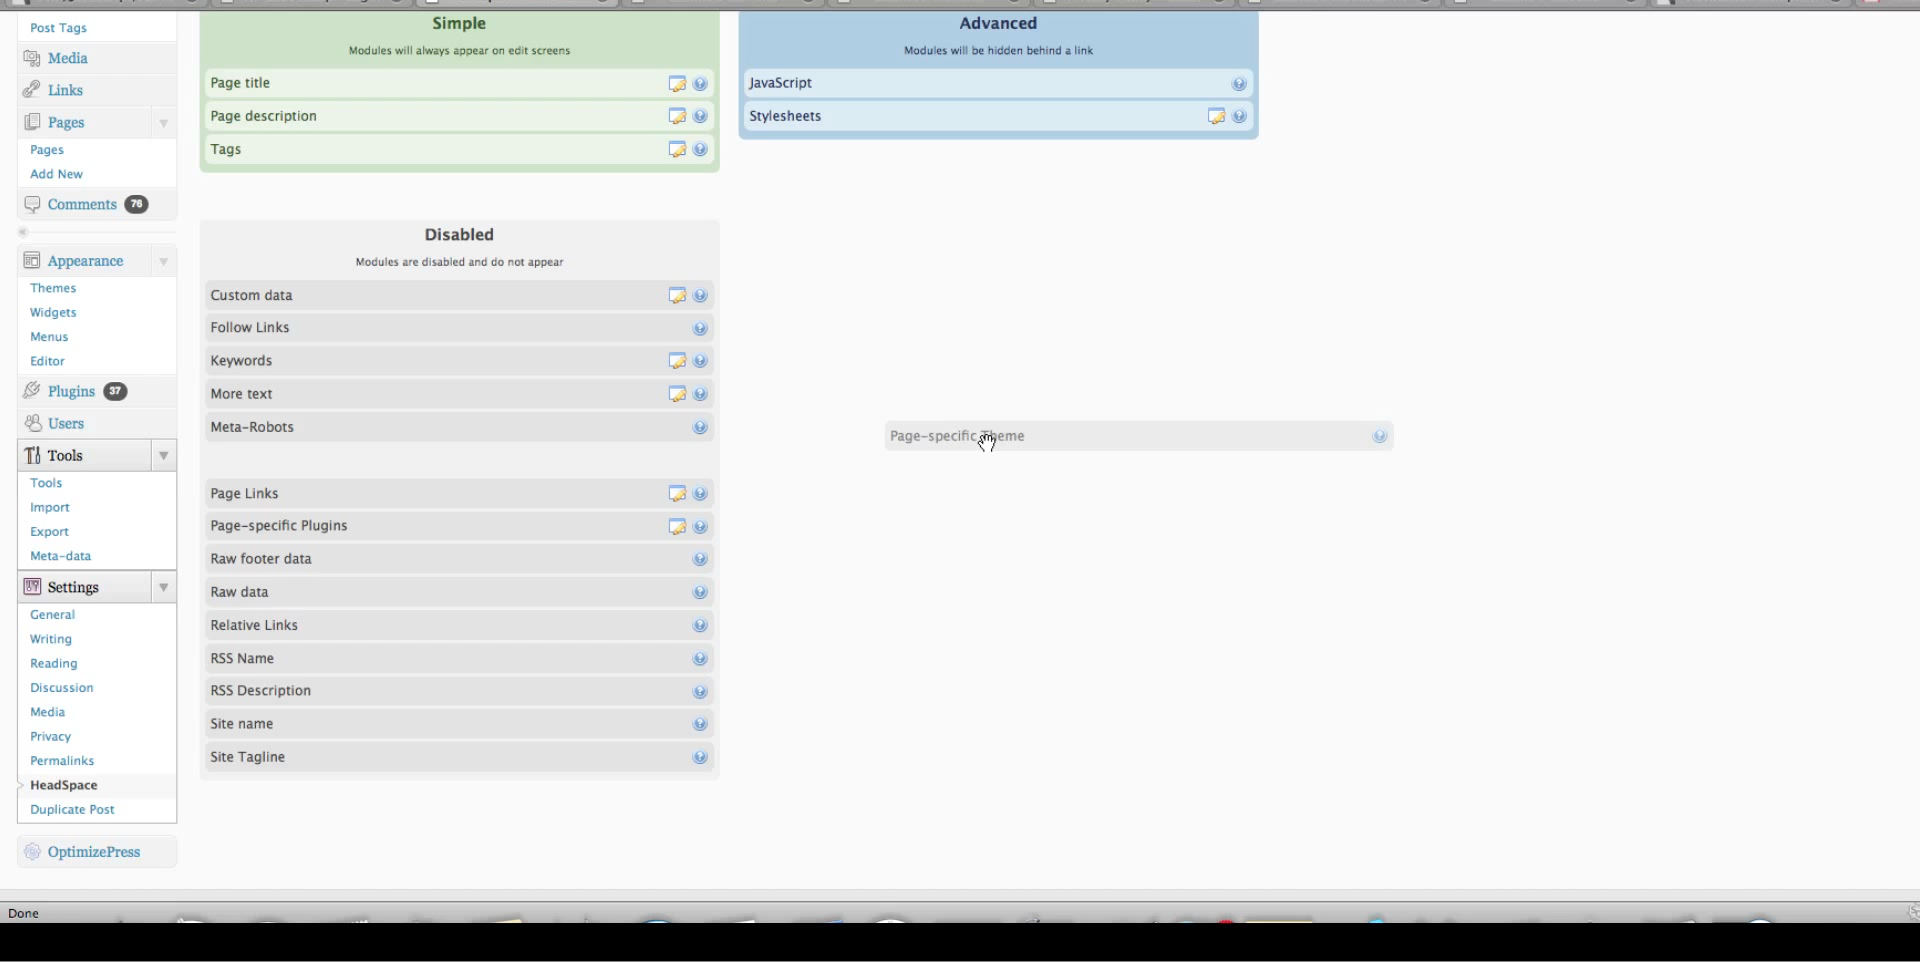 Post Tags
Media
Links
Pages
Pages
Add New
Comments 76
Appearance
Themes
Widgets
Menus
Editor
Plugins 37
Users
Tools
Tools
Import
Export
Meta-data
Settings
General
Writing
Reading
Discussion
Media
Privacy
Permalinks
HeadSpace
Duplicate Post
OptimizePress
Simple
Modules will always appear on edit screens
Page title
Page description
Tags
Advanced
Modules will be hidden behind a link
JavaScript
Stylesheets
Disabled
Modules are disabled and do not appear
Custom data
Follow Links
Keywords
More text
Meta-Robots
Page-specific Theme
Page Links
Page-specific Plugins
Raw footer data
Raw data
Relative Links
RSS Name
RSS Description
Site name
Site Tagline
Done